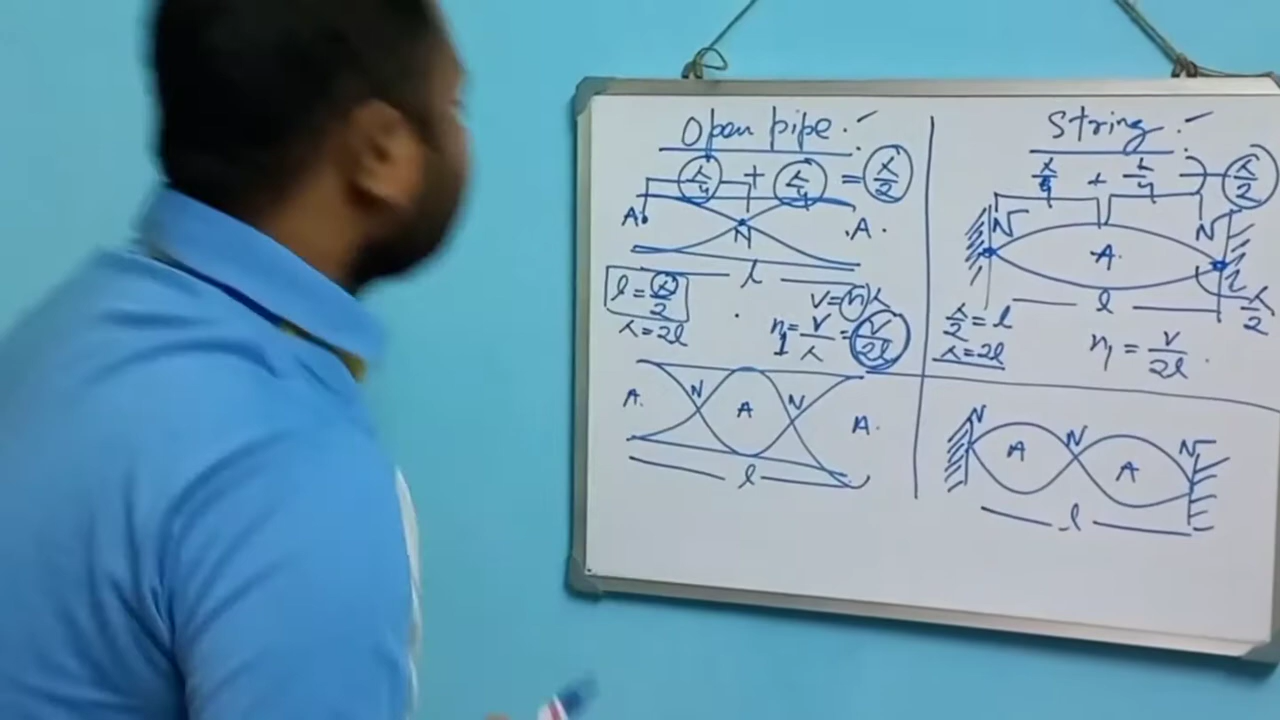 Open pipe :-
λ/4 + λ/4 = λ/2
A N A
l
l = λ/2
λ = 2l
v = nλ
n1 = v/λ = v/2l
A N A N A
l
String :-
λ/4 + λ/4 λ/2
N A N
l
λ/2
λ/2 = l
λ = 2l
n1 = v/2l
N A N A N
l